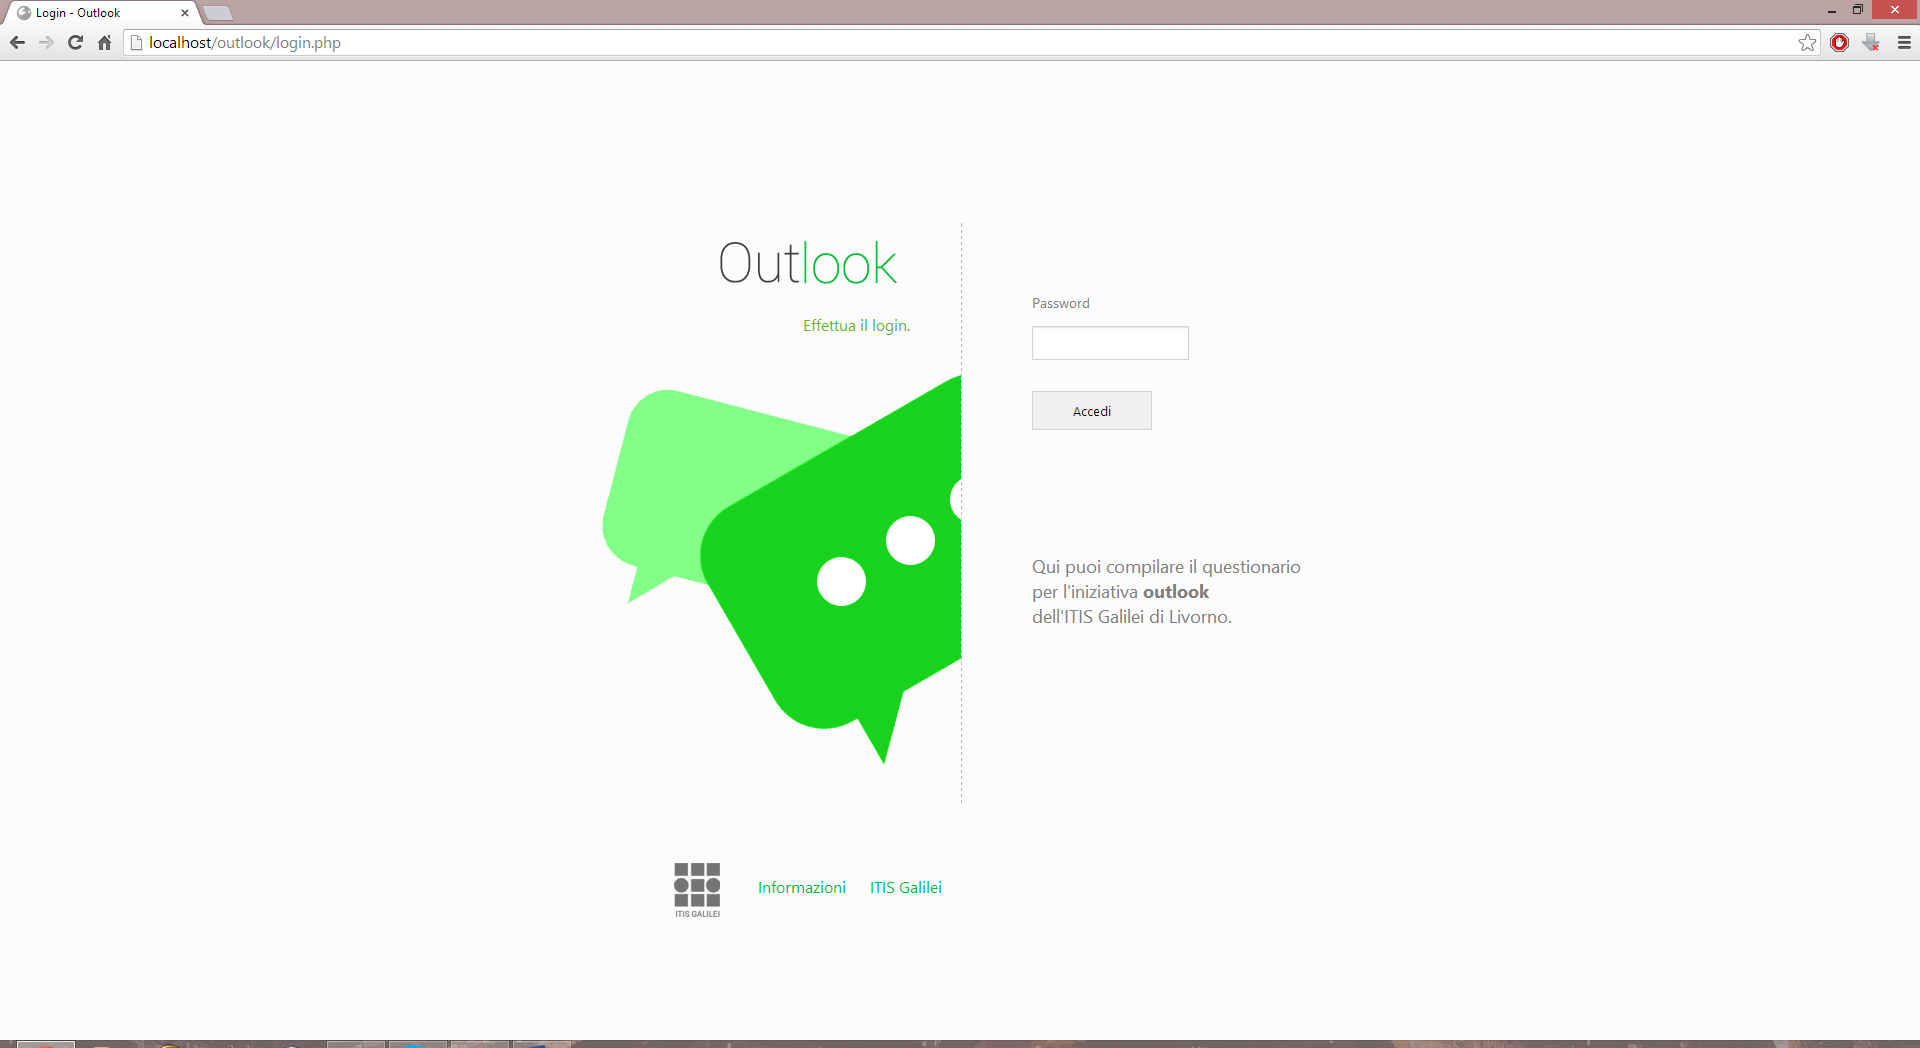 Login - Outlook
localhost/outlook/login.php
Outlook
Effettua il login.
Password
Accedi
Qui puoi compilare il questionario
per l'iniziativa outlook
dell'ITIS Galilei di Livorno.
ITIS GALILEI
Informazioni
ITIS Galilei